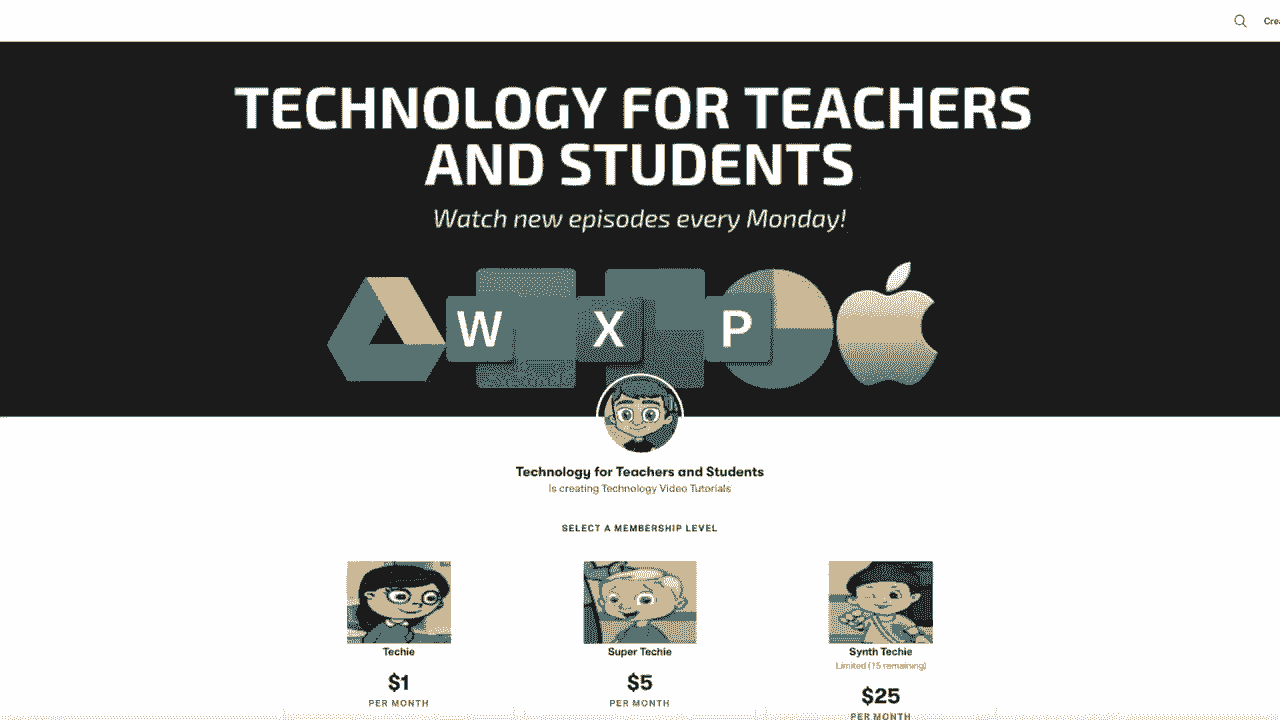 Crea
TECHNOLOGY FOR TEACHERS
AND STUDENTS
Watch new episodes every Monday!
W X P
Technology for Teachers and Students
Is creating Technology Video Tutorials
SELECT A MEMBERSHIP LEVEL
Techie
$1
PER MONTH
Super Techie
$5
PER MONTH
Synth Techie
Limited (15 remaining)
$25
PER MONTH